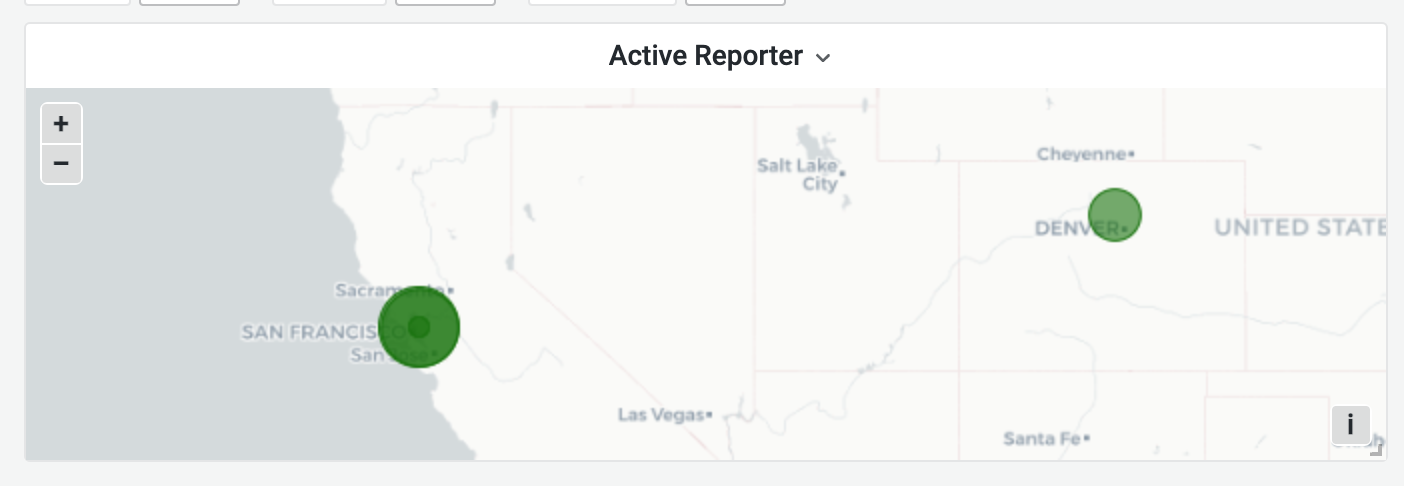 Active Reporter
+
−
Cheyenne
Salt Lake
City
DENVER
UNITED STATE
Sacramento
SAN FRANCISCO
San Jose
Las Vegas
Santa Fe
i